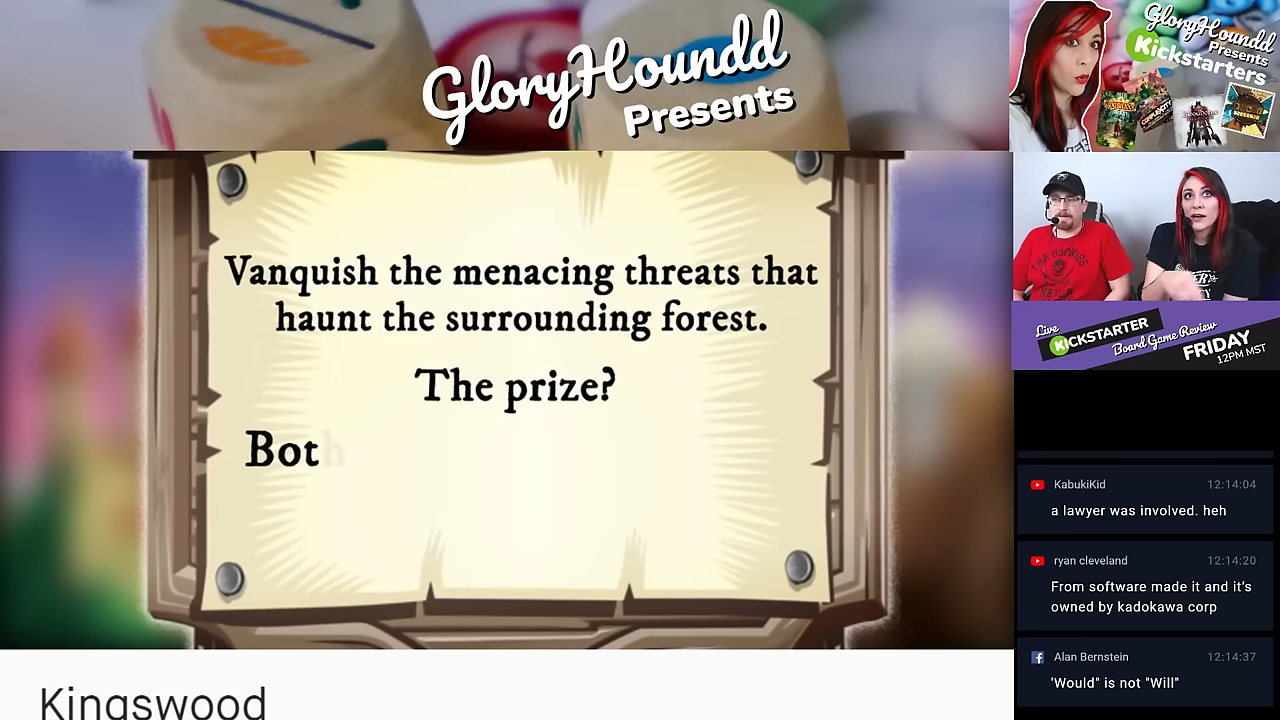 GloryHoundd
Presents
GloryHoundd
Presents
Kickstarters
Vanquish the menacing threats that
haunt the surrounding forest.
The prize?
Both
Live
KICKSTARTER
Board Game Review
FRIDAY
12PM MST
KabukiKid 12:14:04
a lawyer was involved. heh
ryan cleveland 12:14:20
From software made it and it's
owned by kadokawa corp
Alan Bernstein 12:14:37
'Would" is not "Will"
Kingswood